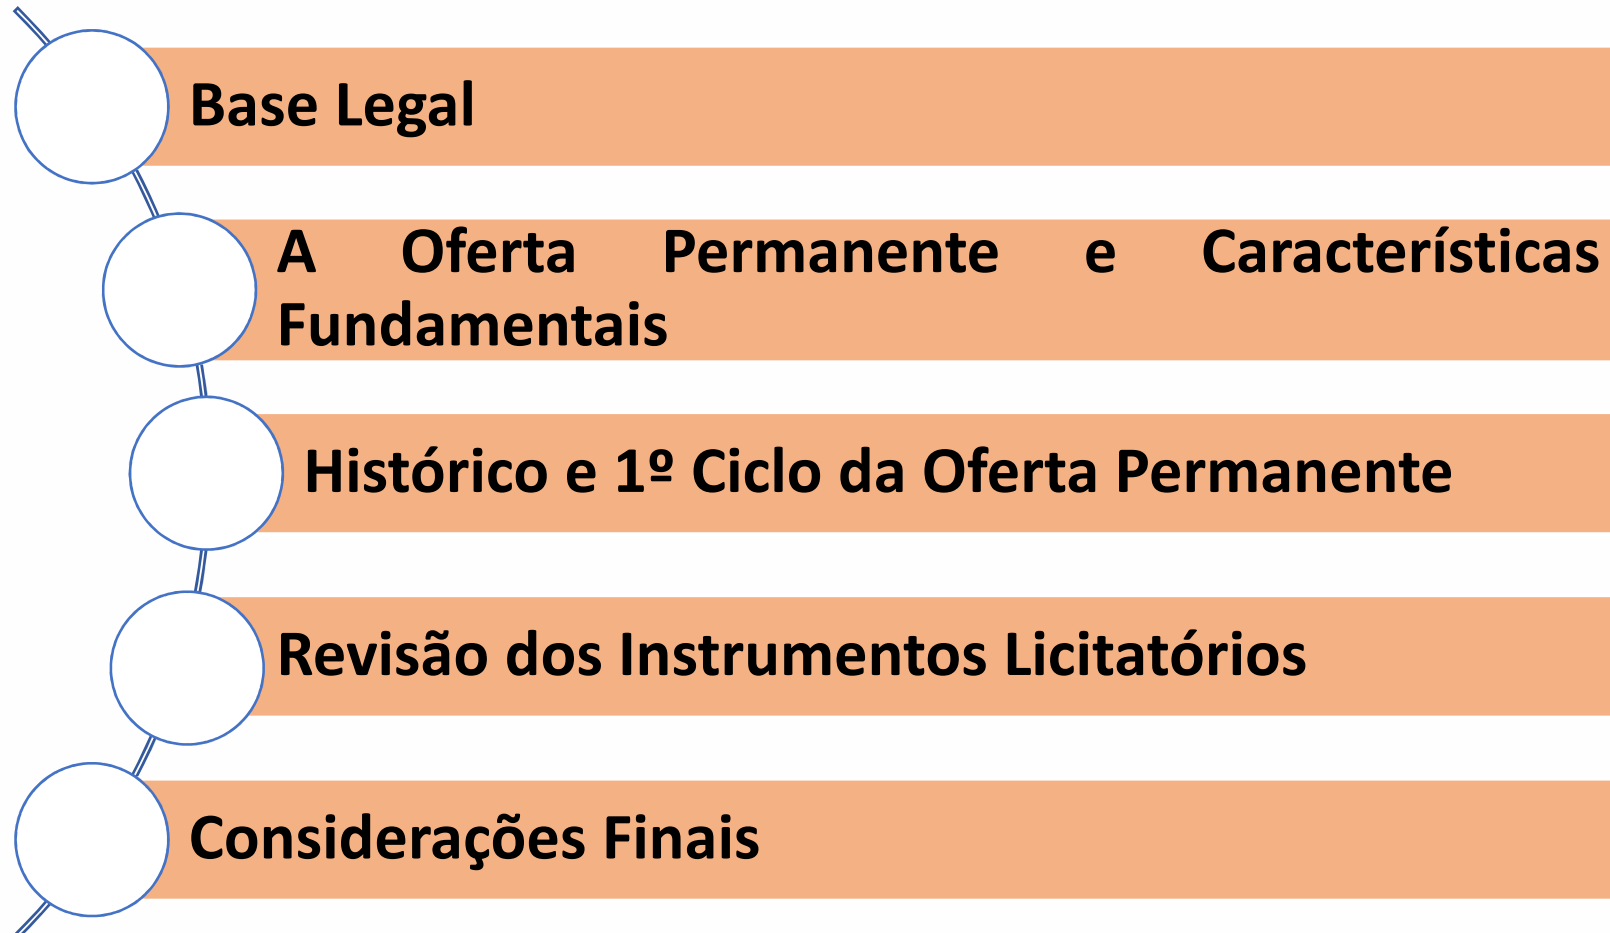 Base Legal
A Oferta Permanente e Características
Fundamentais
Histórico e 1º Ciclo da Oferta Permanente
Revisão dos Instrumentos Licitatórios
Considerações Finais